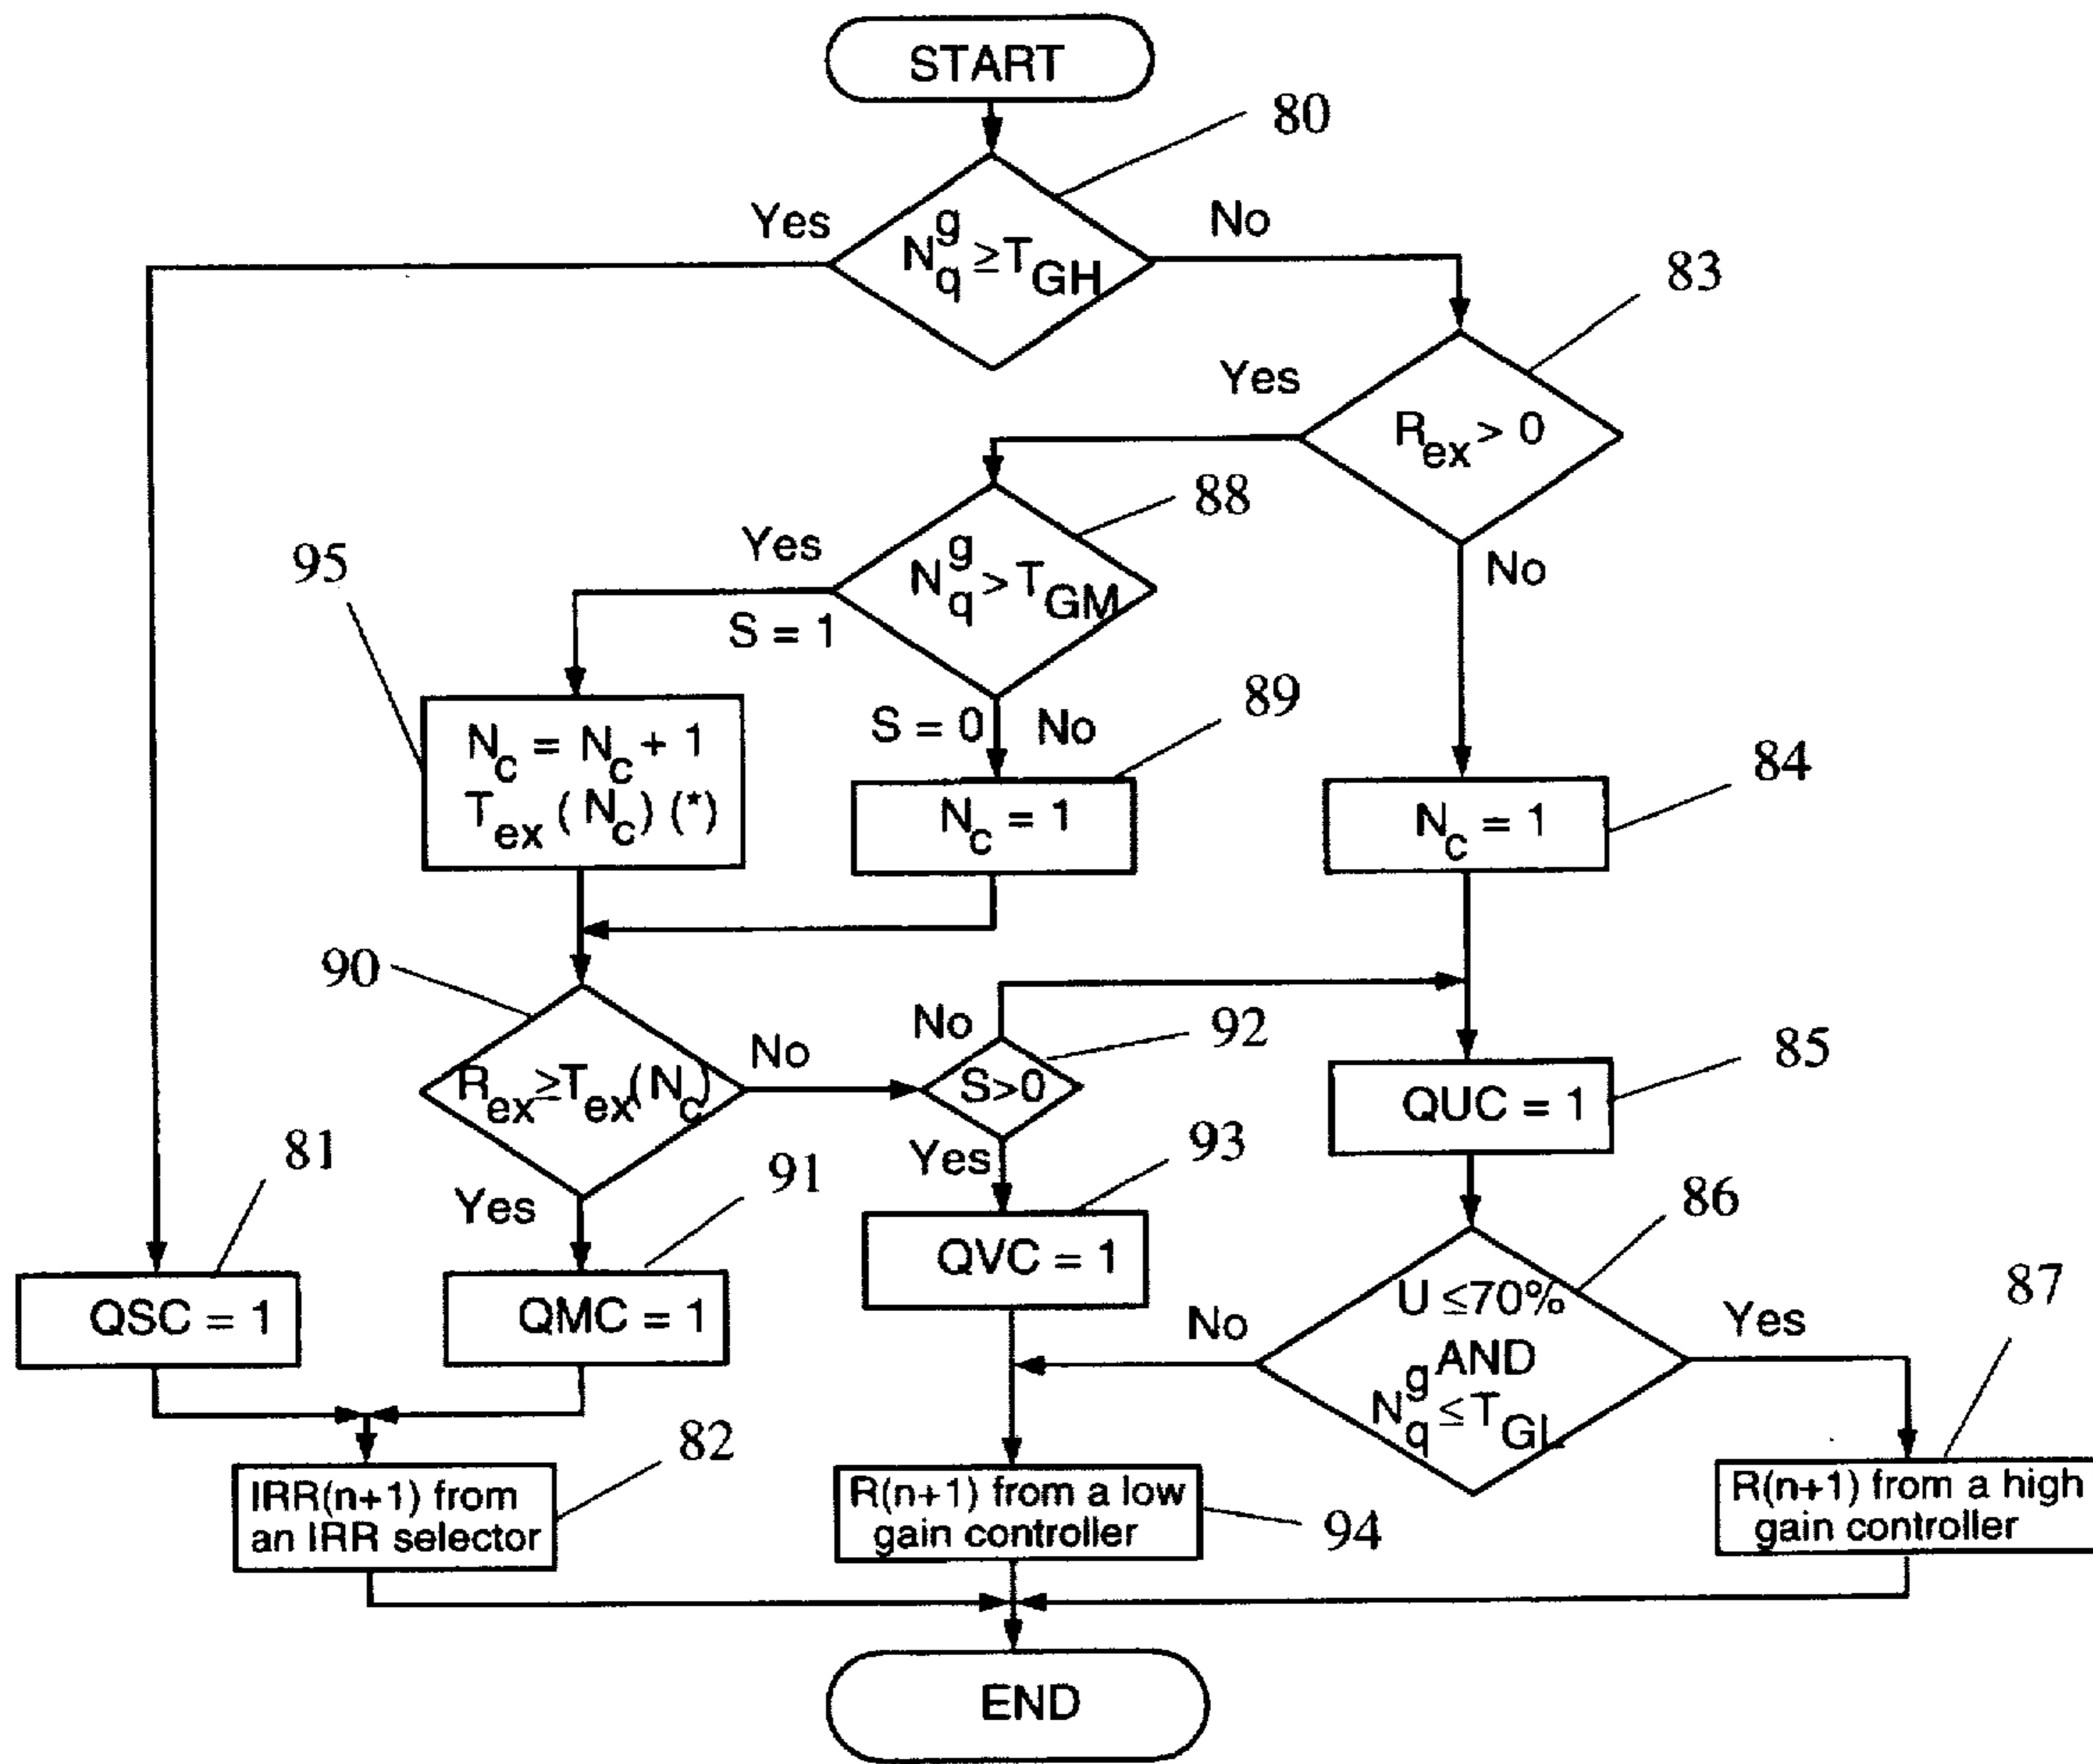 START
80
Yes
N_q^g ≥ T_GH
No
83
Yes
R_ex > 0
88
Yes
N_q^g > T_GM
No
95
S = 1
S = 0
No
89
N_c = N_c + 1
T_ex ( N_c ) (*)
N_c = 1
84
N_c = 1
90
No
92
R_ex ≥ T_ex ( N_c )
No
S>0
85
QUC = 1
81
91
Yes
Yes
93
86
QSC = 1
QMC = 1
QVC = 1
U ≤70%
AND
N_q^g ≤ T_GL
No
Yes
87
82
IRR(n+1) from
an IRR selector
R(n+1) from a low
gain controller
94
R(n+1) from a high
gain controller
END